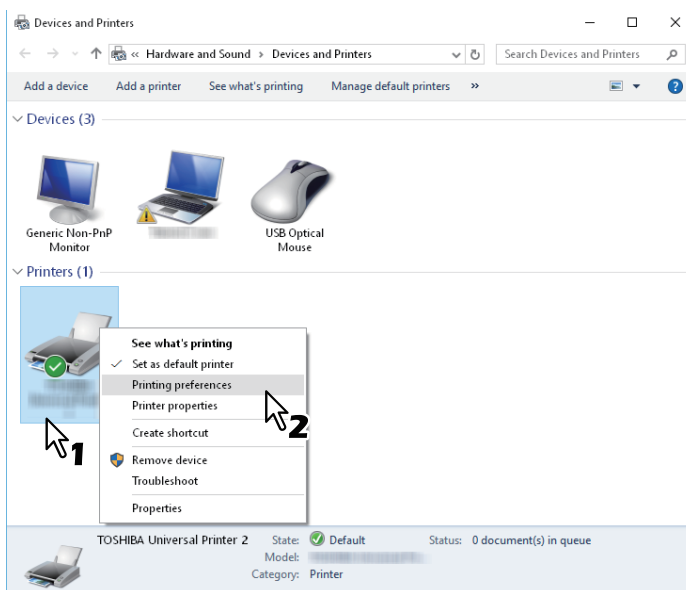 Devices and Printers
« Hardware and Sound > Devices and Printers
Search Devices and Printers
Add a device Add a printer See what's printing Manage default printers »
Devices (3)
Generic Non-PnP
Monitor
USB Optical
Mouse
Printers (1)
See what's printing
Set as default printer
Printing preferences
Printer properties
Create shortcut
Remove device
Troubleshoot
Properties
1
2
TOSHIBA Universal Printer 2 State: Default Status: 0 document(s) in queue
Model:
Category: Printer